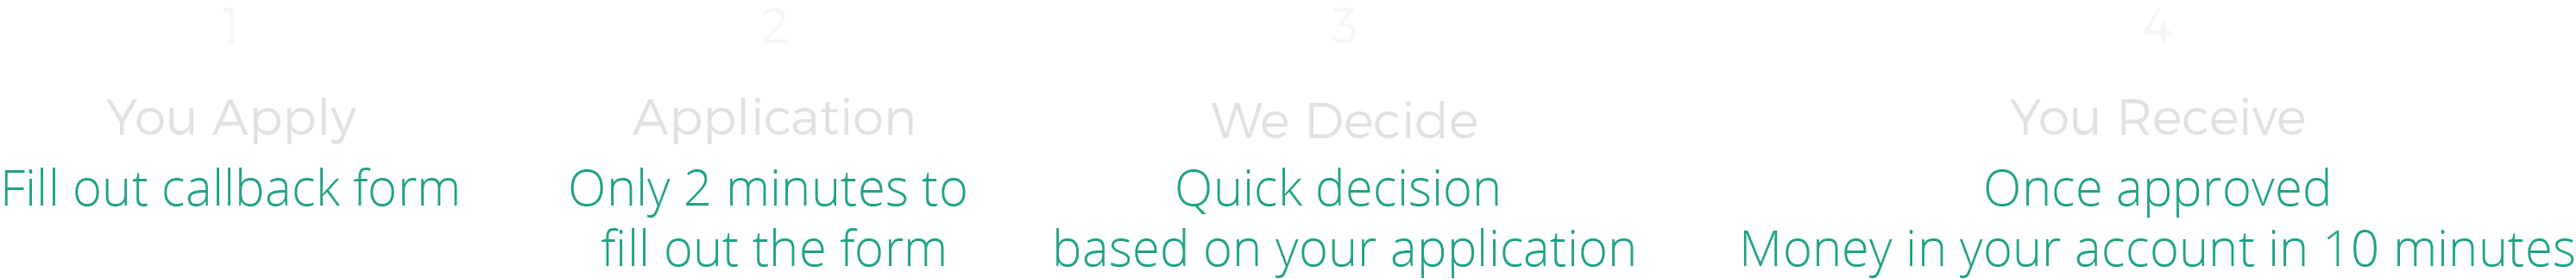 1
You Apply
Fill out callback form
2
Application
Only 2 minutes to
fill out the form
3
We Decide
Quick decision
based on your application
4
You Receive
Once approved
Money in your account in 10 minutes